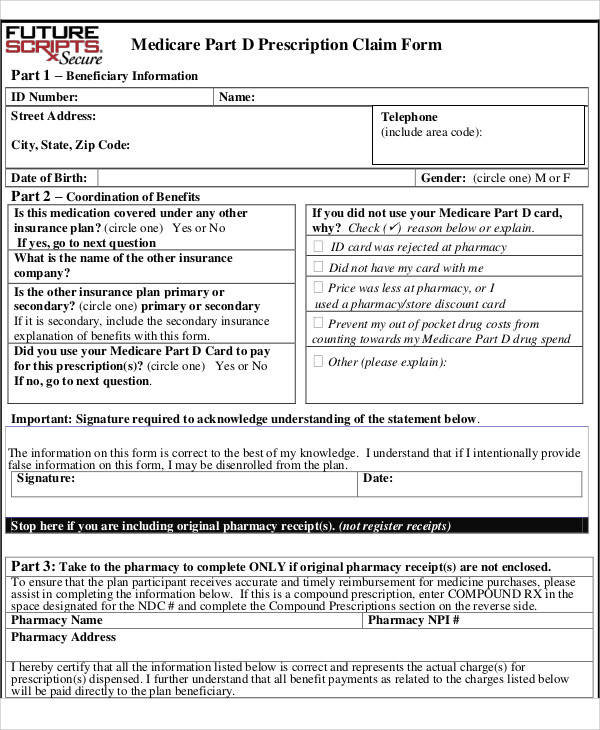 FUTURE
SCRIPTS
Secure
Medicare Part D Prescription Claim Form
Part 1 – Beneficiary Information
ID Number:
Name:
Street Address:
City, State, Zip Code:
Telephone
(include area code):
Date of Birth:
Gender: (circle one) M or F
Part 2 – Coordination of Benefits
Is this medication covered under any other
insurance plan? (circle one) Yes or No
If yes, go to next question
What is the name of the other insurance
company?
Is the other insurance plan primary or
secondary? (circle one) primary or secondary
If it is secondary, include the secondary insurance
explanation of benefits with this form.
Did you use your Medicare Part D Card to pay
for this prescription(s)? (circle one) Yes or No
If no, go to next question.
If you did not use your Medicare Part D card,
why? Check (✓) reason below or explain.
ID card was rejected at pharmacy
Did not have my card with me
Price was less at pharmacy, or I
used a pharmacy/store discount card
Prevent my out of pocket drug costs from
counting towards my Medicare Part D drug spend
Other (please explain):
Important: Signature required to acknowledge understanding of the statement below.
The information on this form is correct to the best of my knowledge. I understand that if I intentionally provide
false information on this form, I may be disenrolled from the plan.
Signature:
Date:
Stop here if you are including original pharmacy receipt(s). (not register receipts)
Part 3: Take to the pharmacy to complete ONLY if original pharmacy receipt(s) are not enclosed.
To ensure that the plan participant receives accurate and timely reimbursement for medicine purchases, please
assist in completing the information below. If this is a compound prescription, enter COMPOUND RX in the
space designated for the NDC # and complete the Compound Prescriptions section on the reverse side.
Pharmacy Name
Pharmacy NPI #
Pharmacy Address
I hereby certify that all the information listed below is correct and represents the actual charge(s) for
prescription(s) dispensed. I further understand that all benefit payments as related to the charges listed below
will be paid directly to the plan beneficiary.